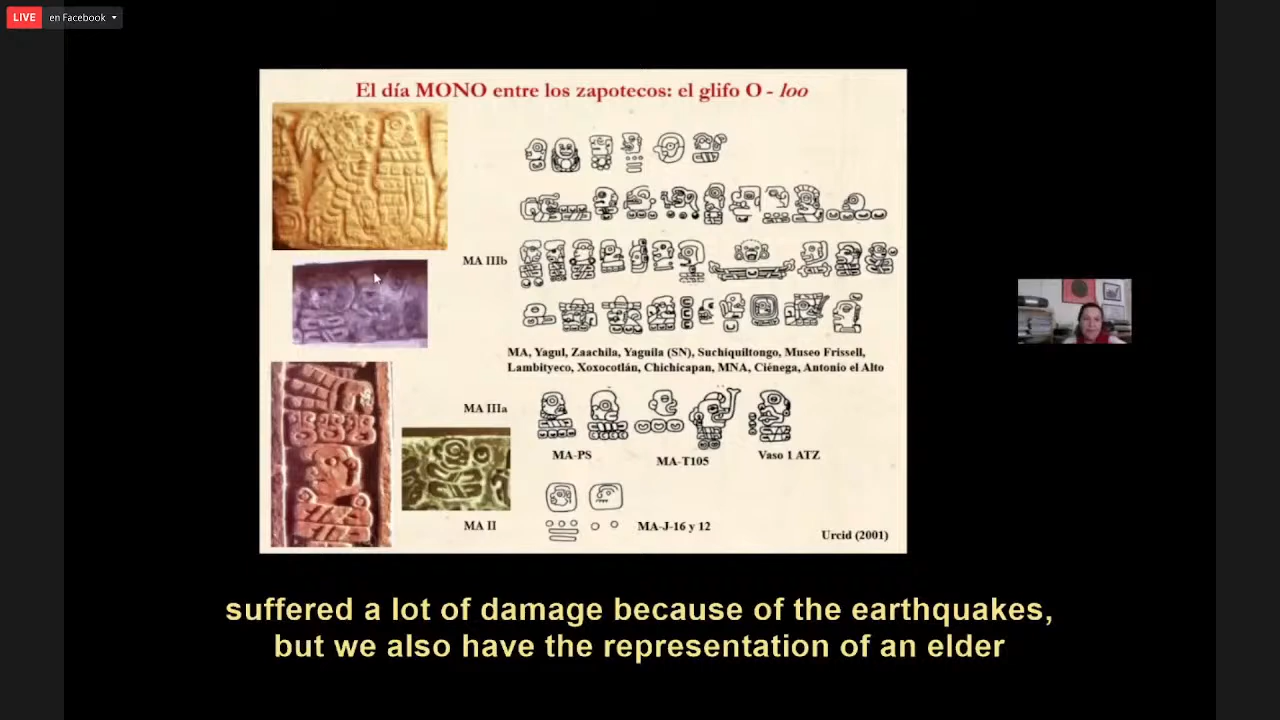 LIVE en Facebook
El día MONO entre los zapotecos: el glifo O - loo
MA IIIb
MA, Yagul, Zaachila, Yaguila (SN), Suchiquiltongo, Museo Frissell,
Lambityeco, Xoxocotlán, Chichicapan, MNA, Ciénega, Antonio el Alto
MA IIIa
MA-PS
MA-T105
Vaso 1 ATZ
MA II
MA-J-16 y 12
Urcid (2001)
suffered a lot of damage because of the earthquakes,
but we also have the representation of an elder